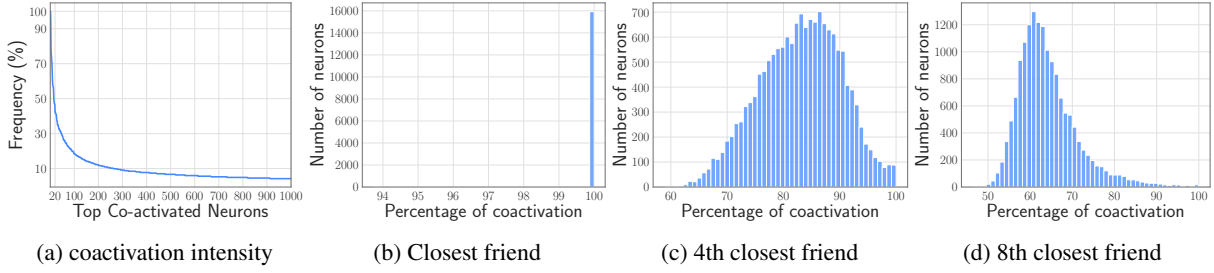 Frequency (%)
100
90
70
50
30
10
20 100 200 300 400 500 600 700 800 900 1000
Top Co-activated Neurons
(a) coactivation intensity
Number of neurons
16000
14000
12000
10000
8000
6000
4000
2000
0
94 95 96 97 98 99 100
Percentage of coactivation
(b) Closest friend
Number of neurons
700
600
500
400
300
200
100
0
60 70 80 90 100
Percentage of coactivation
(c) 4th closest friend
Number of neurons
1200
1000
800
600
400
200
0
50 60 70 80 90 100
Percentage of coactivation
(d) 8th closest friend